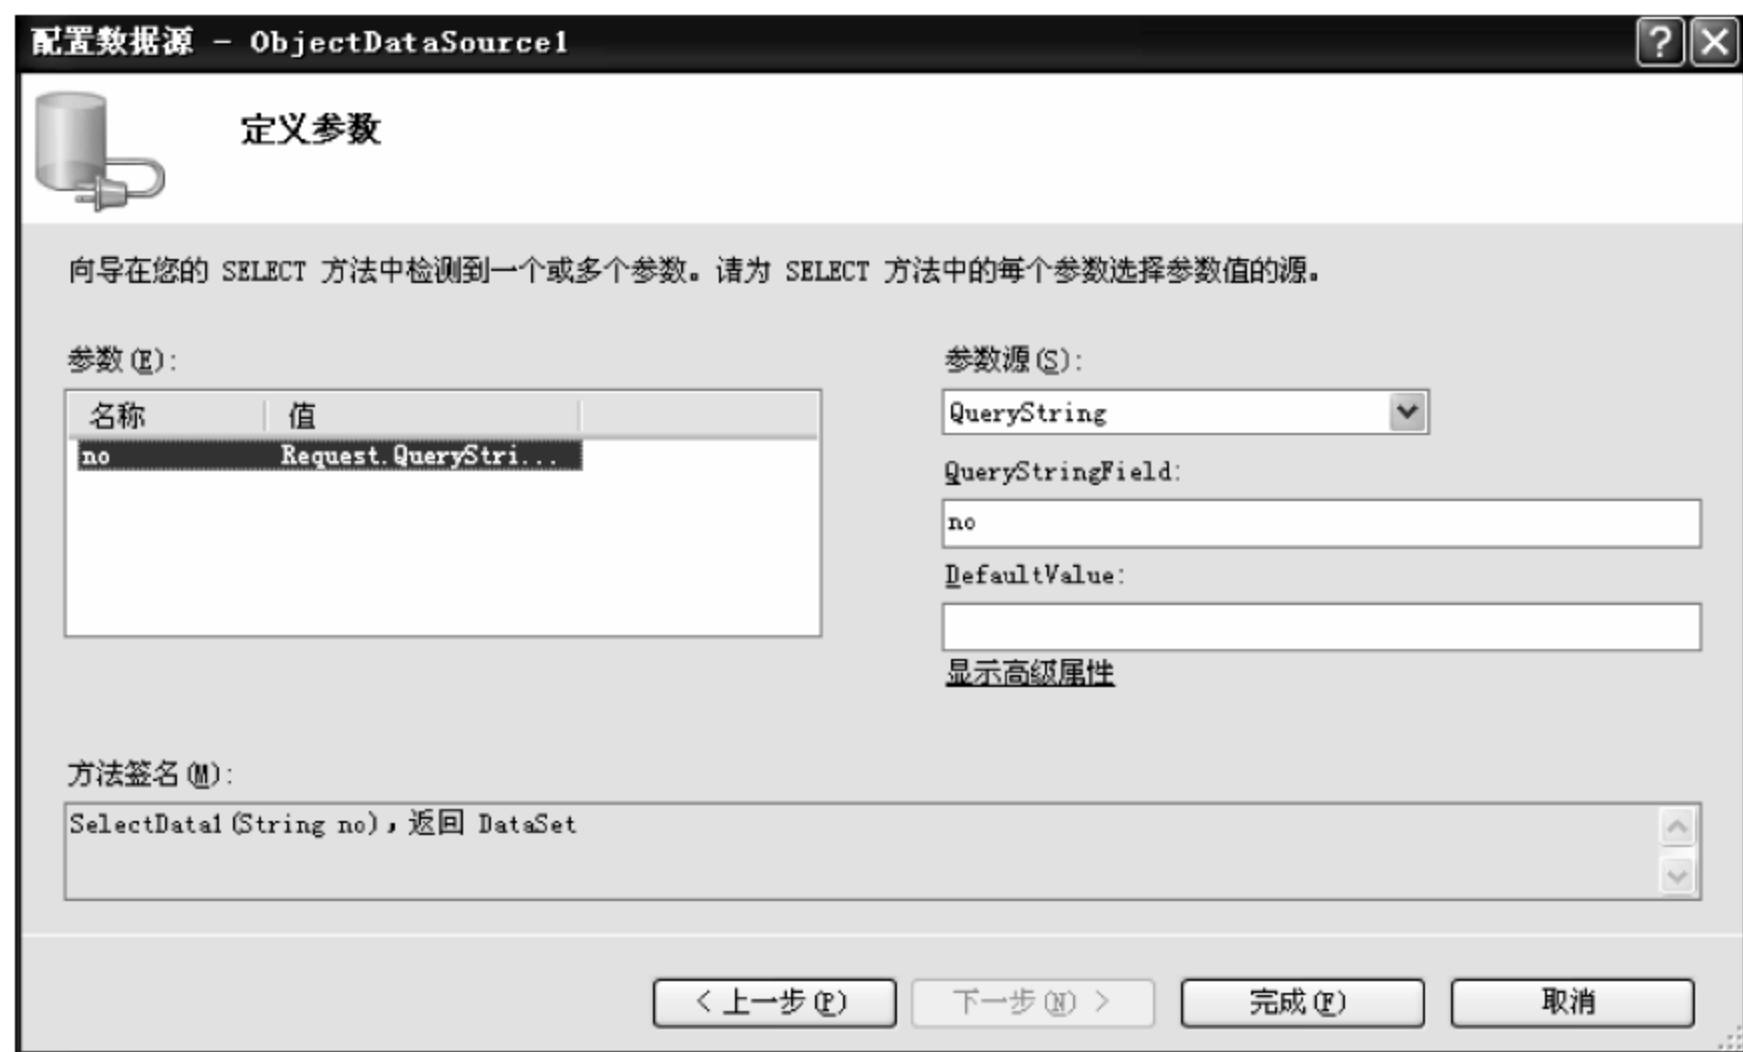 配置数据源 - ObjectDataSource1
定义参数
向导在您的 SELECT 方法中检测到一个或多个参数。请为 SELECT 方法中的每个参数选择参数值的源。
参数(E):
名称 值
no Request.QueryStri...
参数源(S):
QueryString
QueryStringField:
no
DefaultValue:
显示高级属性
方法签名(M):
SelectData1(String no), 返回 DataSet
< 上一步(P)
下一步(N) >
完成(F)
取消